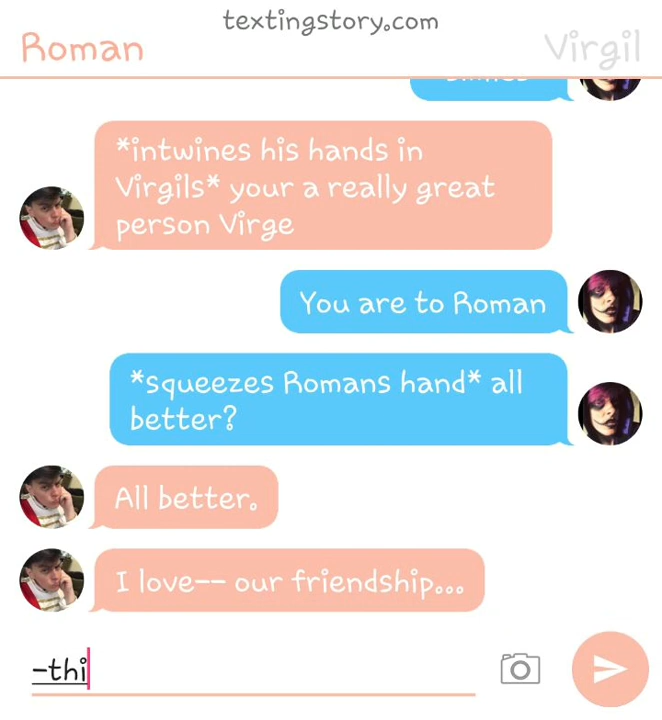 textingstory.com
Roman
Virgil
*intwines his hands in
Virgils* your a really great
person Virge
You are to Roman
*squeezes Romans hand* all
better?
All better.
I love-- our friendship...
-thi